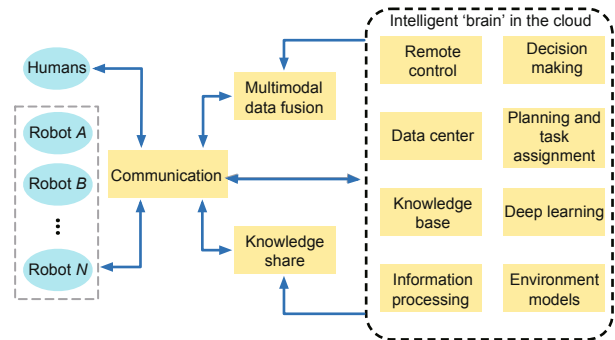 Intelligent ‘brain’ in the cloud
Humans
Robot A
Robot B
...
Robot N
Communication
Multimodal
data fusion
Knowledge
share
Remote
control
Decision
making
Data center
Planning and
task
assignment
Knowledge
base
Deep learning
Information
processing
Environment
models